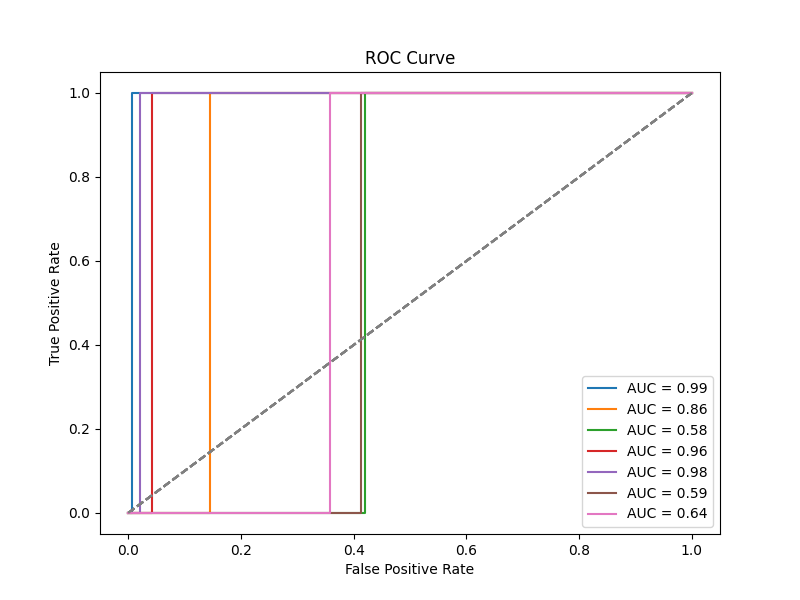 ROC Curve
True Positive Rate
1.0
0.8
0.6
0.4
0.2
0.0
AUC = 0.99
AUC = 0.86
AUC = 0.58
AUC = 0.96
AUC = 0.98
AUC = 0.59
AUC = 0.64
0.0 0.2 0.4 0.6 0.8 1.0
False Positive Rate